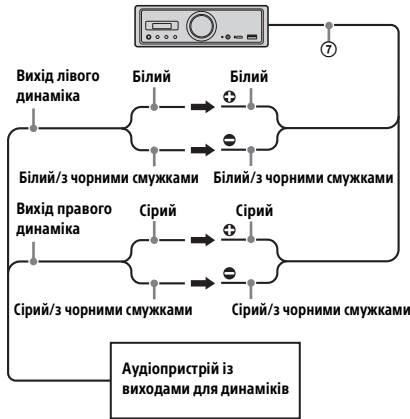 ⑦
Вихід лівого
динаміка
Білий
Білий
Білий/з чорними смужками
Білий/з чорними смужками
Вихід правого
динаміка
Сірий
Сірий
Сірий/з чорними смужками
Сірий/з чорними смужками
Аудіопристрій із
виходами для динаміків